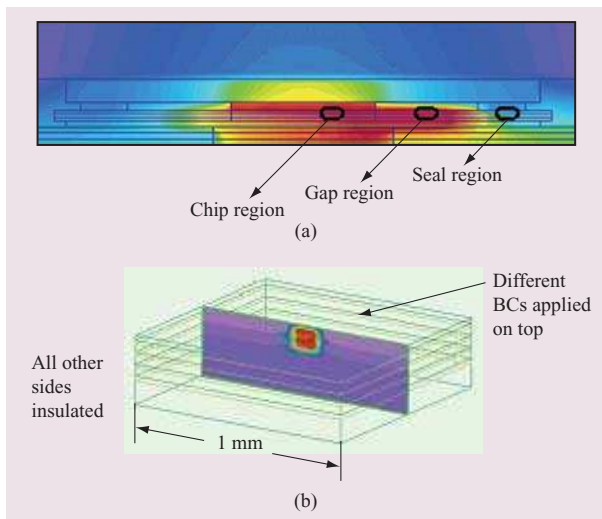 Chip region
Gap region
Seal region
(a)
Different
BCs applied
on top
All other
sides
insulated
1 mm
(b)